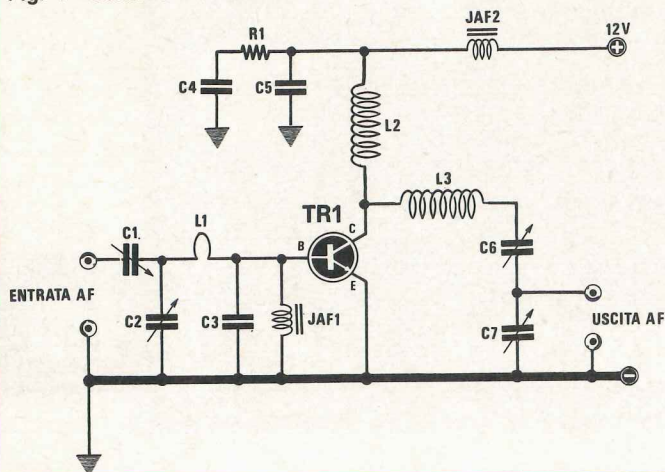 JAF2
12V
R1
C4
C5
L2
L3
TR1
C1
L1
C
B
E
C6
ENTRATA AF
C2
C3
JAF1
C7
USCITA AF